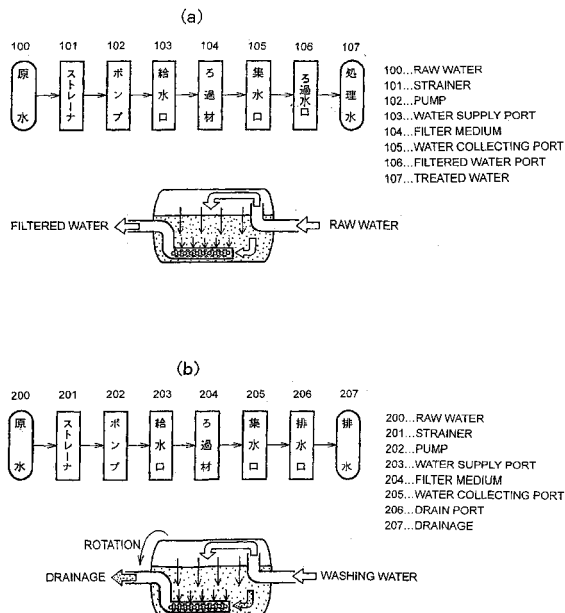 (a)
100 101 102 103 104 105 106 107
原水
ストレーナ
ポンプ
給水口
ろ過材
集水口
ろ過水口
処理水
100...RAW WATER
101...STRAINER
102...PUMP
103...WATER SUPPLY PORT
104...FILTER MEDIUM
105...WATER COLLECTING PORT
106...FILTERED WATER PORT
107...TREATED WATER
FILTERED WATER
RAW WATER
(b)
200 201 202 203 204 205 206 207
原水
ストレーナ
ポンプ
給水口
ろ過材
集水口
排水口
排水
200...RAW WATER
201...STRAINER
202...PUMP
203...WATER SUPPLY PORT
204...FILTER MEDIUM
205...WATER COLLECTING PORT
206...DRAIN PORT
207...DRAINAGE
ROTATION
DRAINAGE
WASHING WATER